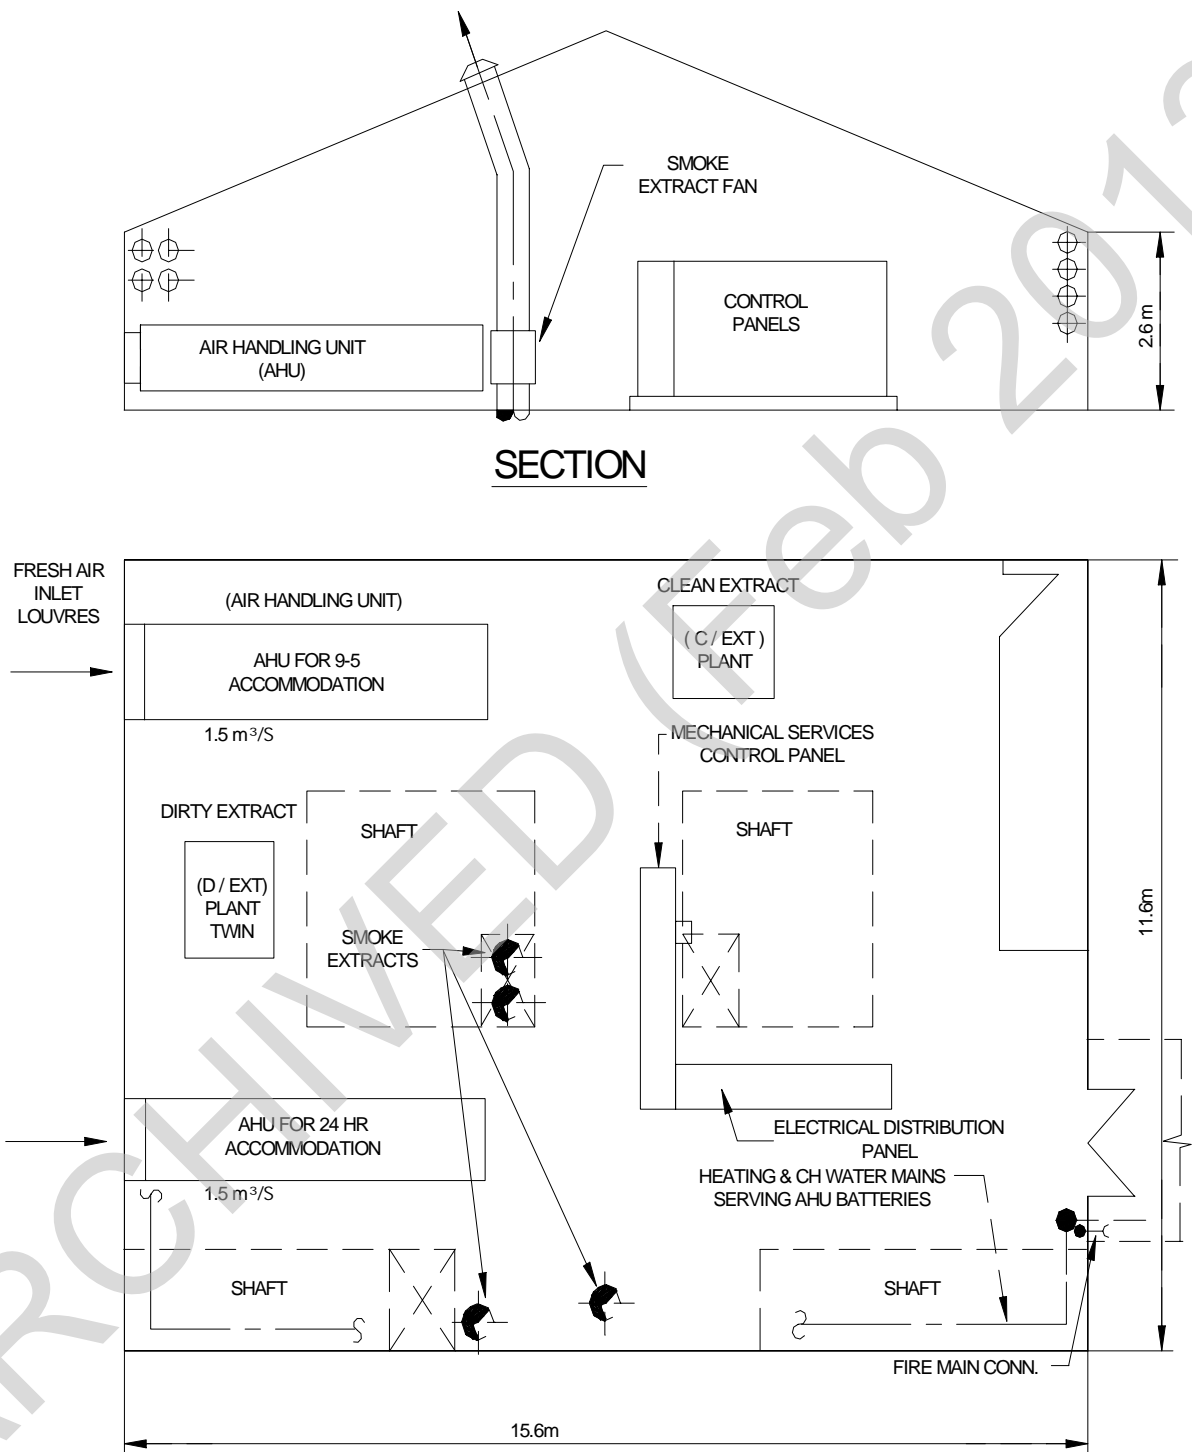 SMOKE
EXTRACT FAN
CONTROL
PANELS
AIR HANDLING UNIT
(AHU)
2.6 m
SECTION
FRESH AIR
INLET
LOUVRES
(AIR HANDLING UNIT)
AHU FOR 9-5
ACCOMMODATION
1.5 m³/S
CLEAN EXTRACT
( C / EXT )
PLANT
MECHANICAL SERVICES
CONTROL PANEL
DIRTY EXTRACT
(D / EXT)
PLANT
TWIN
SHAFT
SHAFT
SMOKE
EXTRACTS
11.6m
AHU FOR 24 HR
ACCOMMODATION
1.5 m³/S
ELECTRICAL DISTRIBUTION
PANEL
HEATING & CH WATER MAINS
SERVING AHU BATTERIES
SHAFT
SHAFT
FIRE MAIN CONN.
15.6m
ARCHIVED (Feb 201